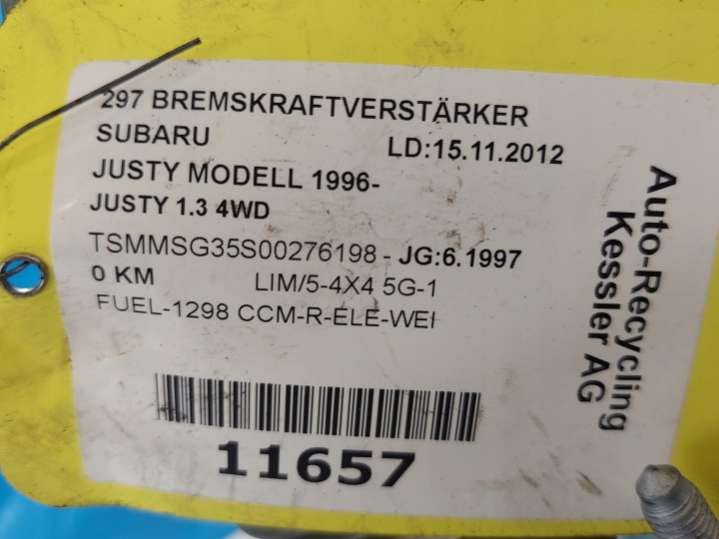 297 BREMSKRAFTVERSTÄRKER
SUBARU LD:15.11.2012
JUSTY MODELL 1996-
JUSTY 1.3 4WD
TSMMSG35S00276198 - JG:6.1997
0 KM LIM/5-4X4 5G-1
FUEL-1298 CCM-R-ELE-WEI
11657
Auto-Recycling
Kessler AG